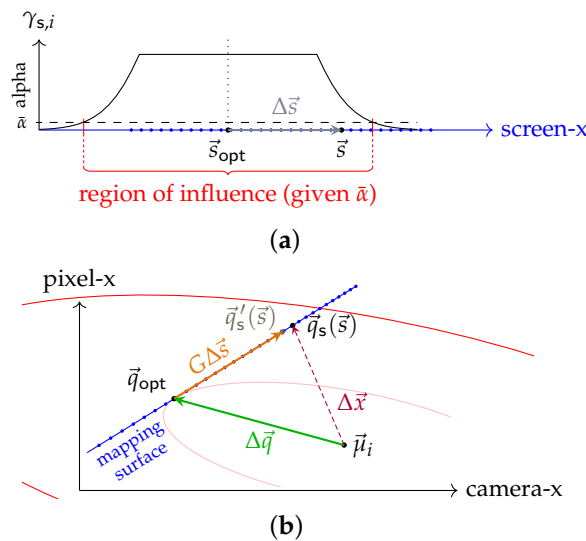 γₛ,ᵢ
alpha
ᾱ
Δs⃗
screen-x
s⃗ₒₚₜ
s⃗
region of influence (given ᾱ)
(a)
pixel-x
q⃗ₛ′(s⃗)
q⃗ₛ(s⃗)
GΔs⃗
q⃗ₒₚₜ
Δx⃗
Δq⃗
μ⃗ᵢ
mapping
surface
camera-x
(b)